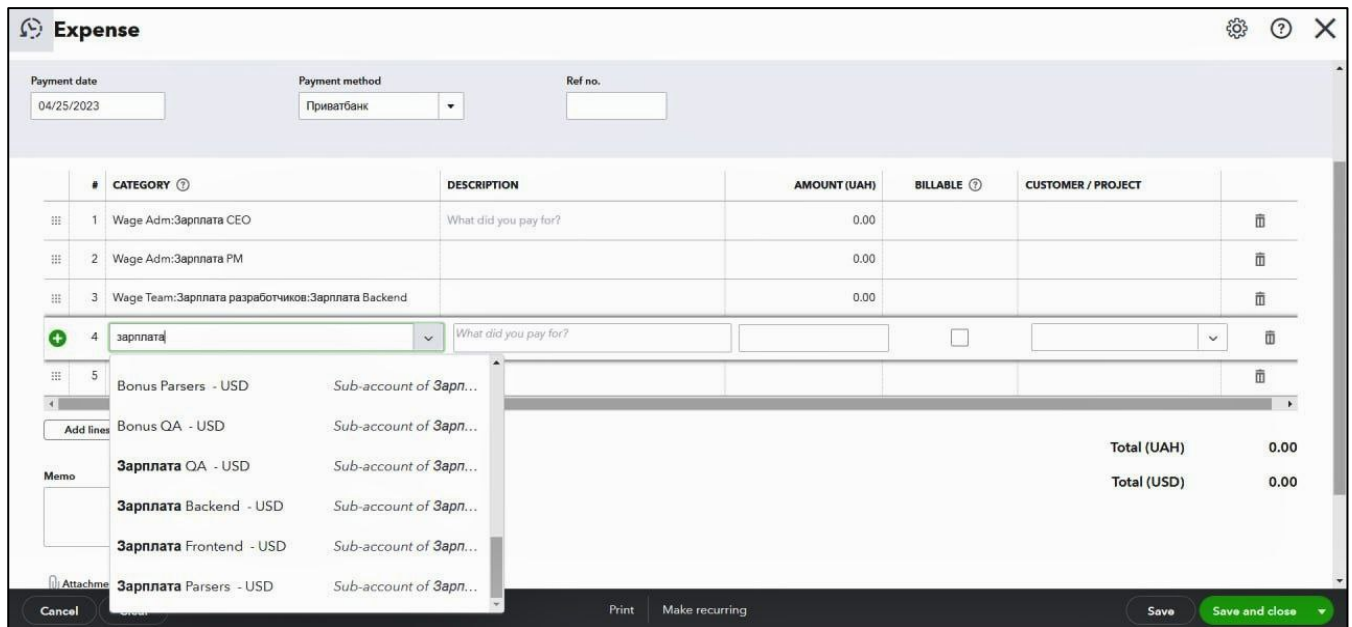 Expense
Payment date Payment method Ref no.
04/25/2023 Приватбанк
# CATEGORY DESCRIPTION AMOUNT (UAH) BILLABLE CUSTOMER / PROJECT
1 Wage Adm:Зарплата CEO What did you pay for? 0.00
2 Wage Adm:Зарплата PM 0.00
3 Wage Team:Зарплата разработчиков:Зарплата Backend 0.00
4 зарплата What did you pay for?
5
Bonus Parsers - USD Sub-account of Зарп...
Bonus QA - USD Sub-account of Зарп...
Зарплата QA - USD Sub-account of Зарп...
Зарплата Backend - USD Sub-account of Зарп...
Зарплата Frontend - USD Sub-account of Зарп...
Зарплата Parsers - USD Sub-account of Зарп...
Add lines
Total (UAH) 0.00
Memo
Total (USD) 0.00
Attachme
Cancel Print Make recurring Save Save and close